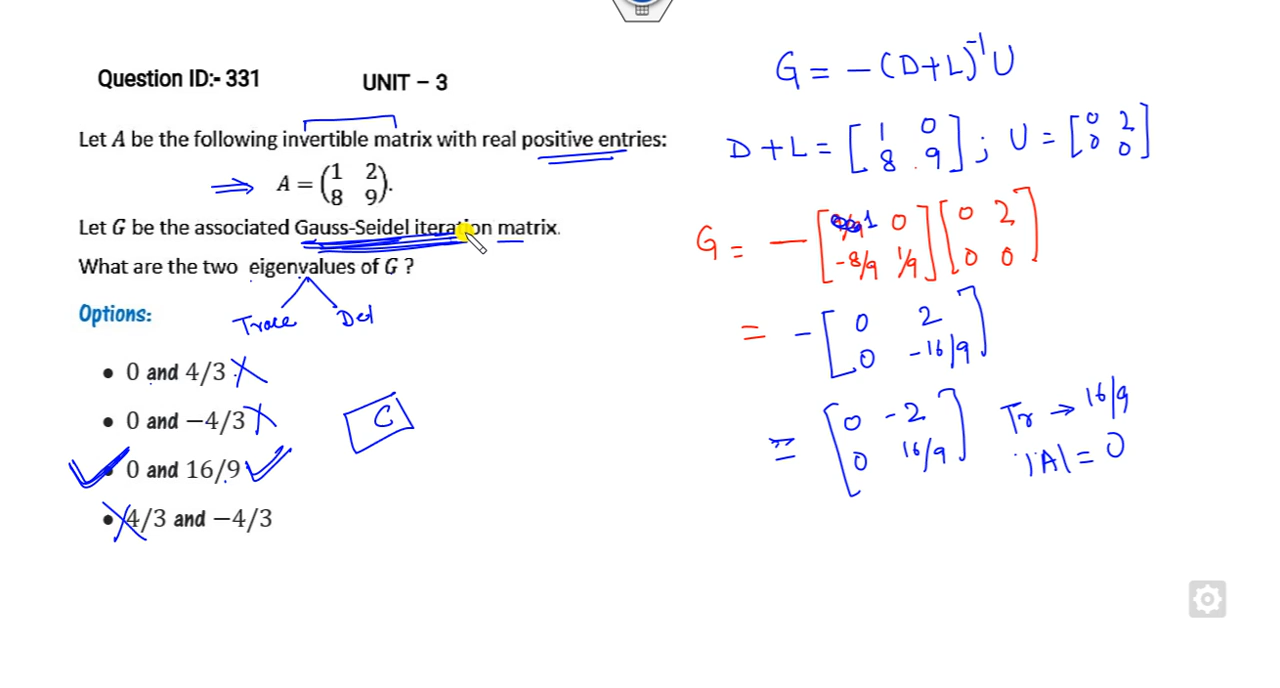 Question ID:- 331 UNIT – 3
Let A be the following invertible matrix with real positive entries:
⇒ A = (1 2
8 9).
Let G be the associated Gauss-Seidel iteration matrix.
What are the two eigenvalues of G ?
Trace Det
Options:
• 0 and 4/3 ×
• 0 and −4/3 ×
• 0 and 16/9 ✓
• 4/3 and −4/3
C
G = -(D+L)⁻¹U
D+L = [1 0
8 9] ; U = [0 2
0 0]
G = - [1 0
-8/9 1/9] [0 2
0 0]
= - [0 2
0 -16/9]
= [0 -2
0 16/9]
Tr → 16/9
|A| = 0